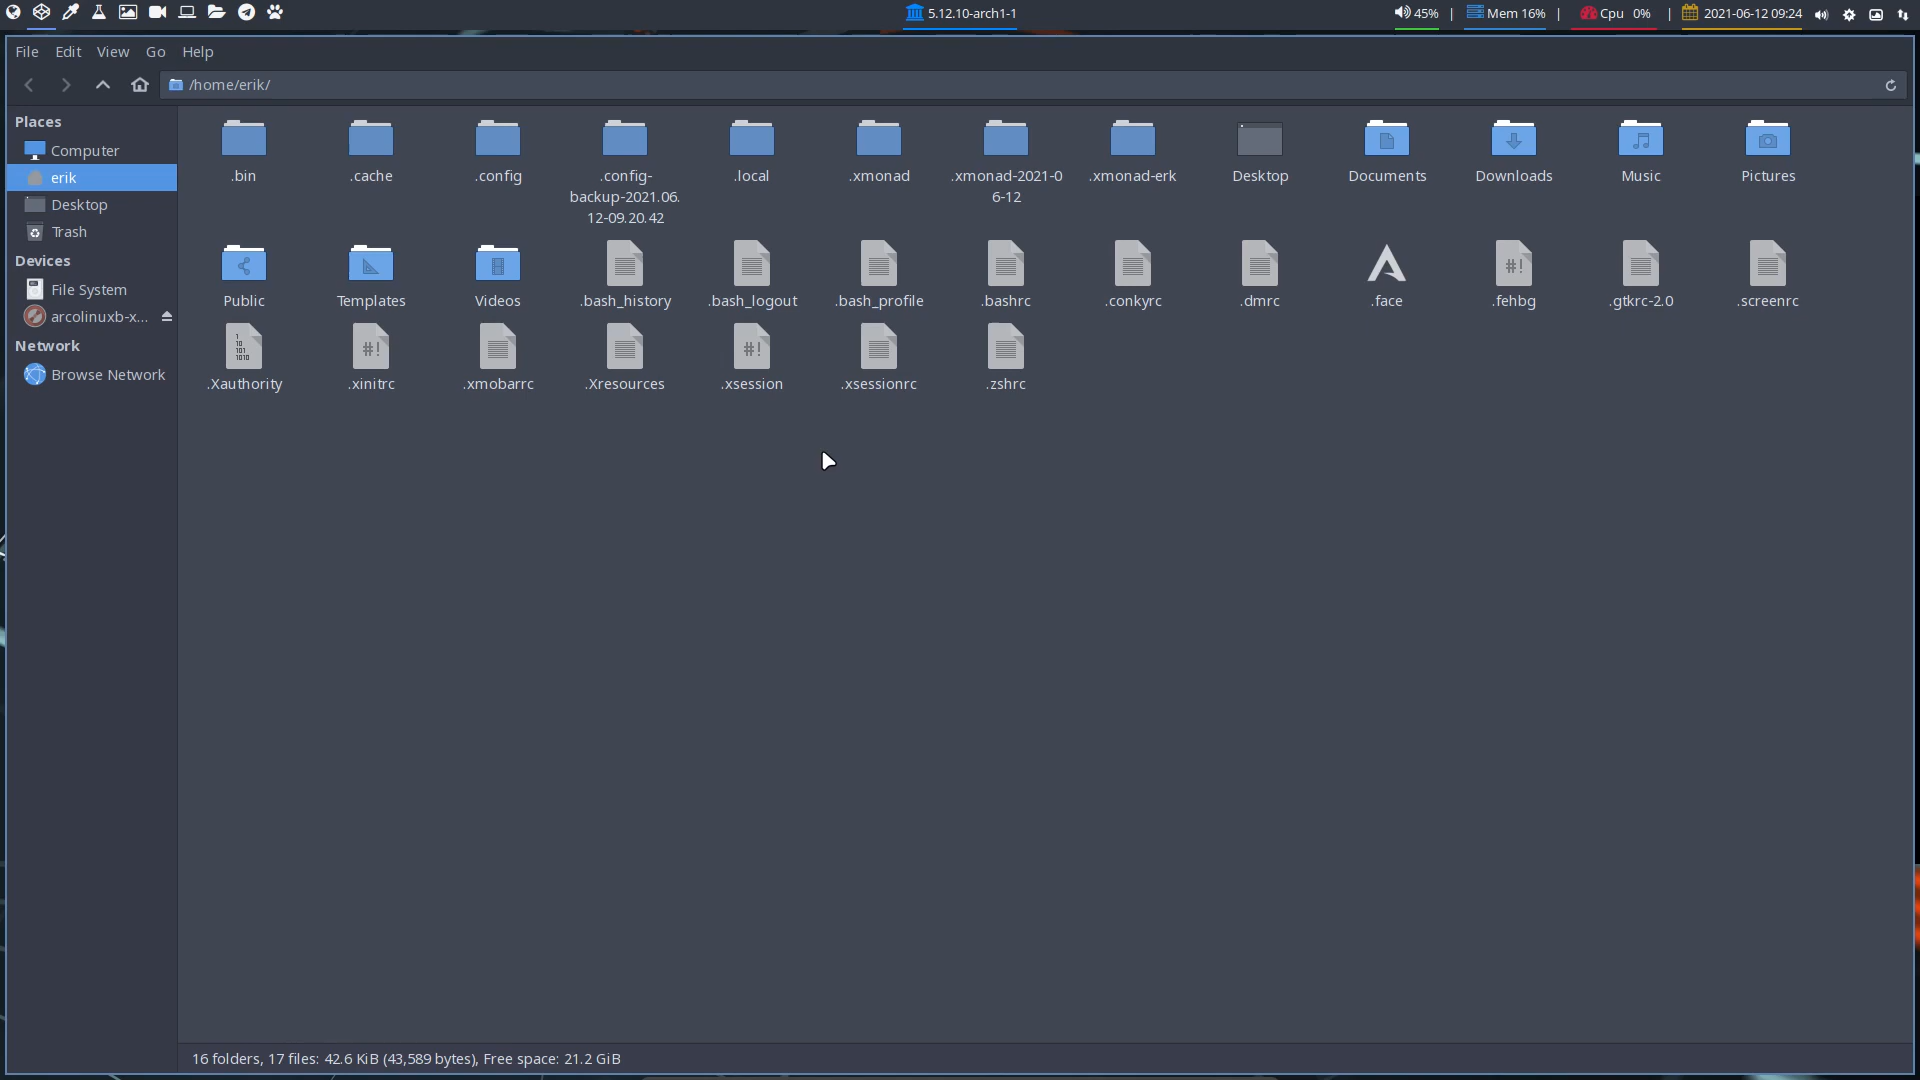 5.12.10-arch1-1
45% | Mem 16% | Cpu 0% | 2021-06-12 09:24
File Edit View Go Help
/home/erik/
Places
Computer
erik
Desktop
Trash
Devices
File System
arcolinuxb-x...
Network
Browse Network
.bin .cache .config .config- .local .xmonad .xmonad-2021-0 .xmonad-erk Desktop Documents Downloads Music Pictures
backup-2021.06. 6-12
12-09.20.42
Public Templates Videos .bash_history .bash_logout .bash_profile .bashrc .conkyrc .dmrc .face .fehbg .gtkrc-2.0 .screenrc
.Xauthority .xinitrc .xmobarrc .Xresources .xsession .xsessionrc .zshrc
16 folders, 17 files: 42.6 KiB (43,589 bytes), Free space: 21.2 GiB